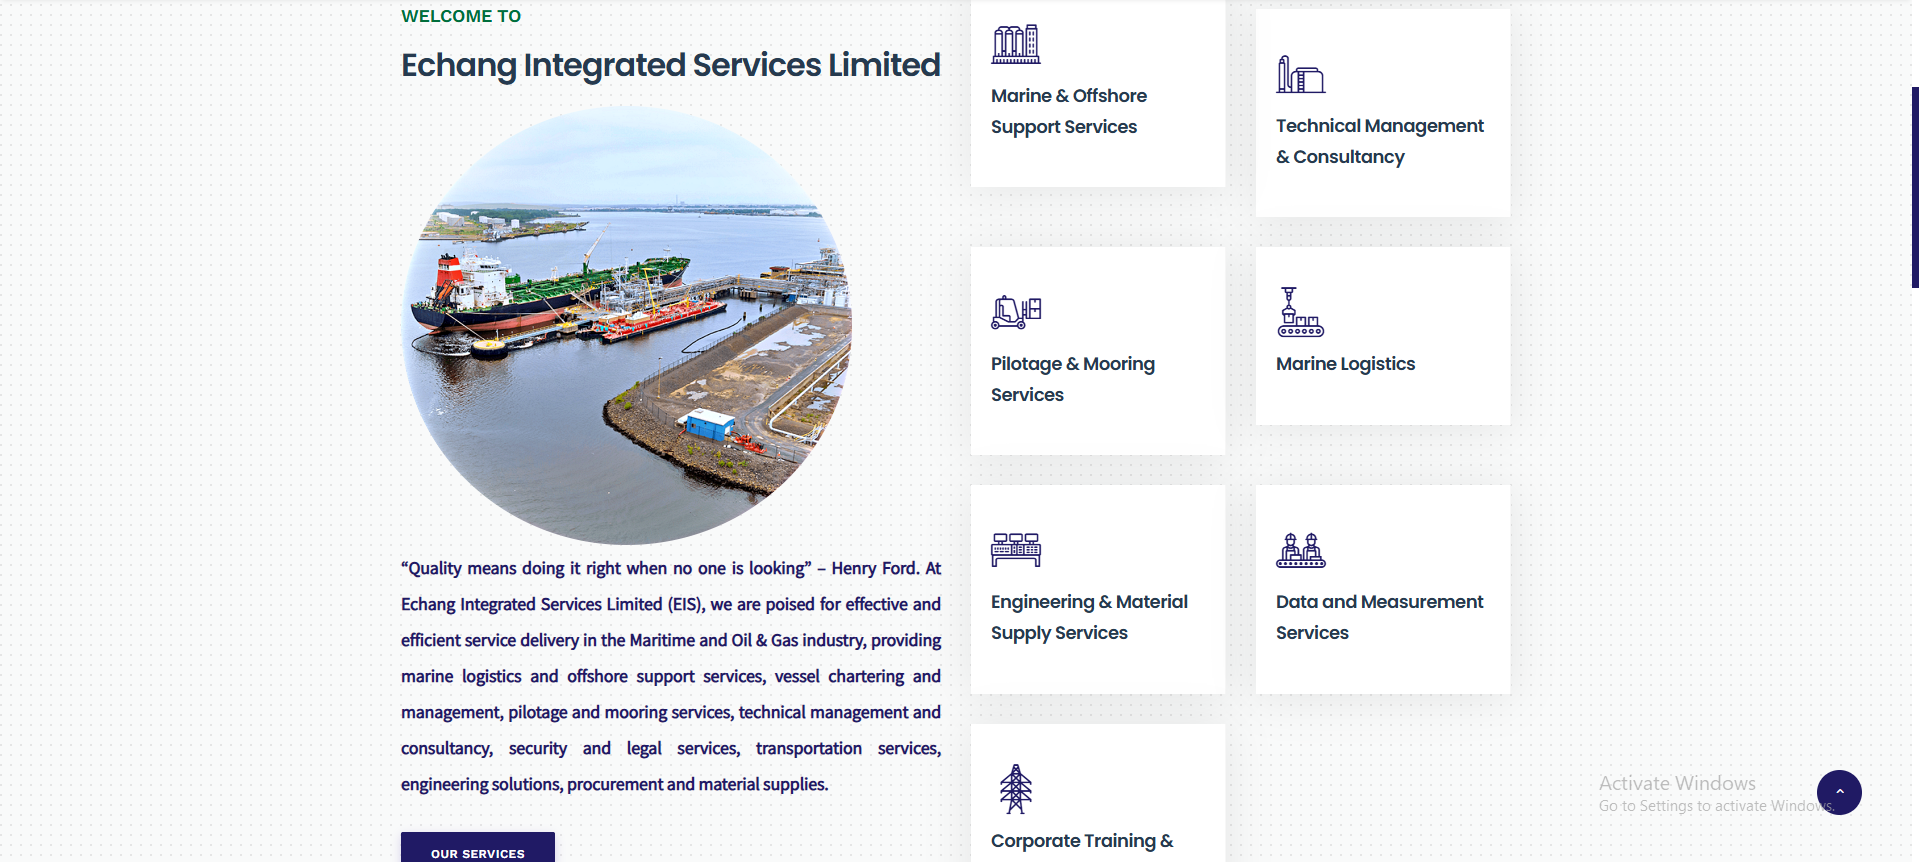 WELCOME TO
Echang Integrated Services Limited
“Quality means doing it right when no one is looking” – Henry Ford. At
Echang Integrated Services Limited (EIS), we are poised for effective and
efficient service delivery in the Maritime and Oil & Gas industry, providing
marine logistics and offshore support services, vessel chartering and
management, pilotage and mooring services, technical management and
consultancy, security and legal services, transportation services,
engineering solutions, procurement and material supplies.
OUR SERVICES
Marine & Offshore
Support Services
Technical Management
& Consultancy
Pilotage & Mooring
Services
Marine Logistics
Engineering & Material
Supply Services
Data and Measurement
Services
Corporate Training &
Activate Windows
Go to Settings to activate Windows.